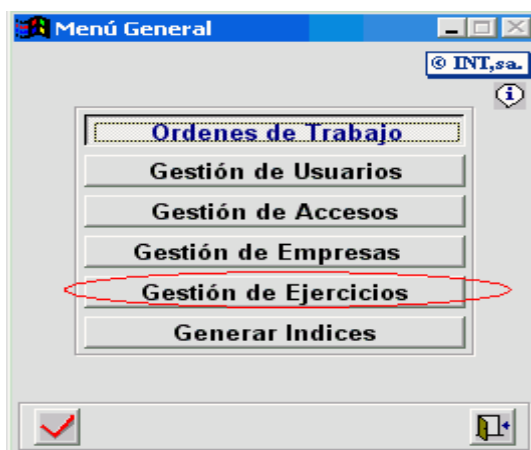 Menú General
© INT,sa.
Ordenes de Trabajo
Gestión de Usuarios
Gestión de Accesos
Gestión de Empresas
Gestión de Ejercicios
Generar Indices